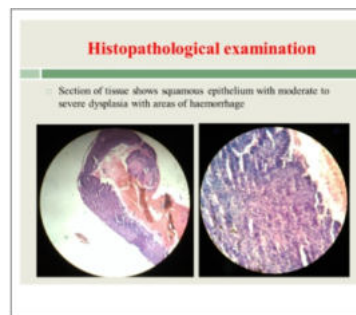 Histopathological examination
Section of tissue shows squamous epithelium with moderate to
severe dysplasia with areas of haemorrhage